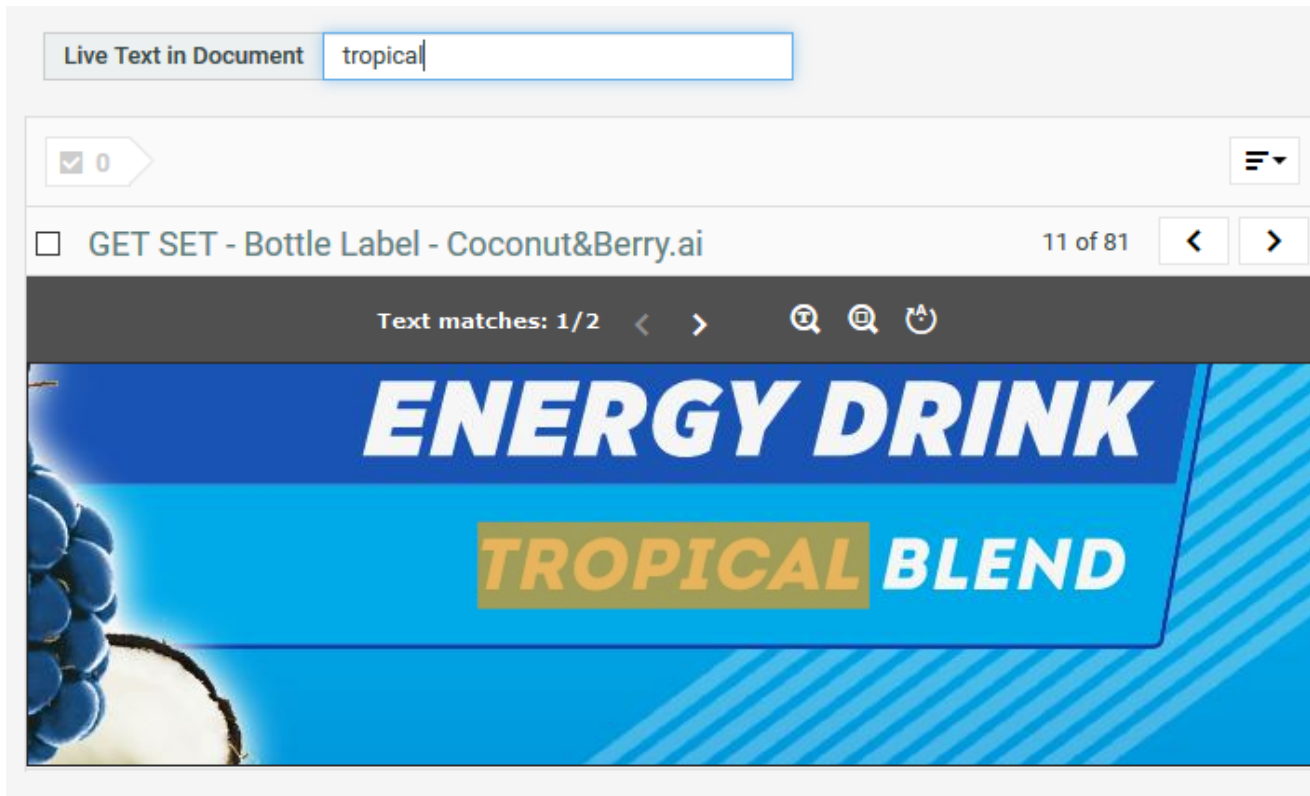 Live Text in Document tropical
0
GET SET - Bottle Label - Coconut&Berry.ai 11 of 81
Text matches: 1/2
ENERGY DRINK
TROPICAL BLEND